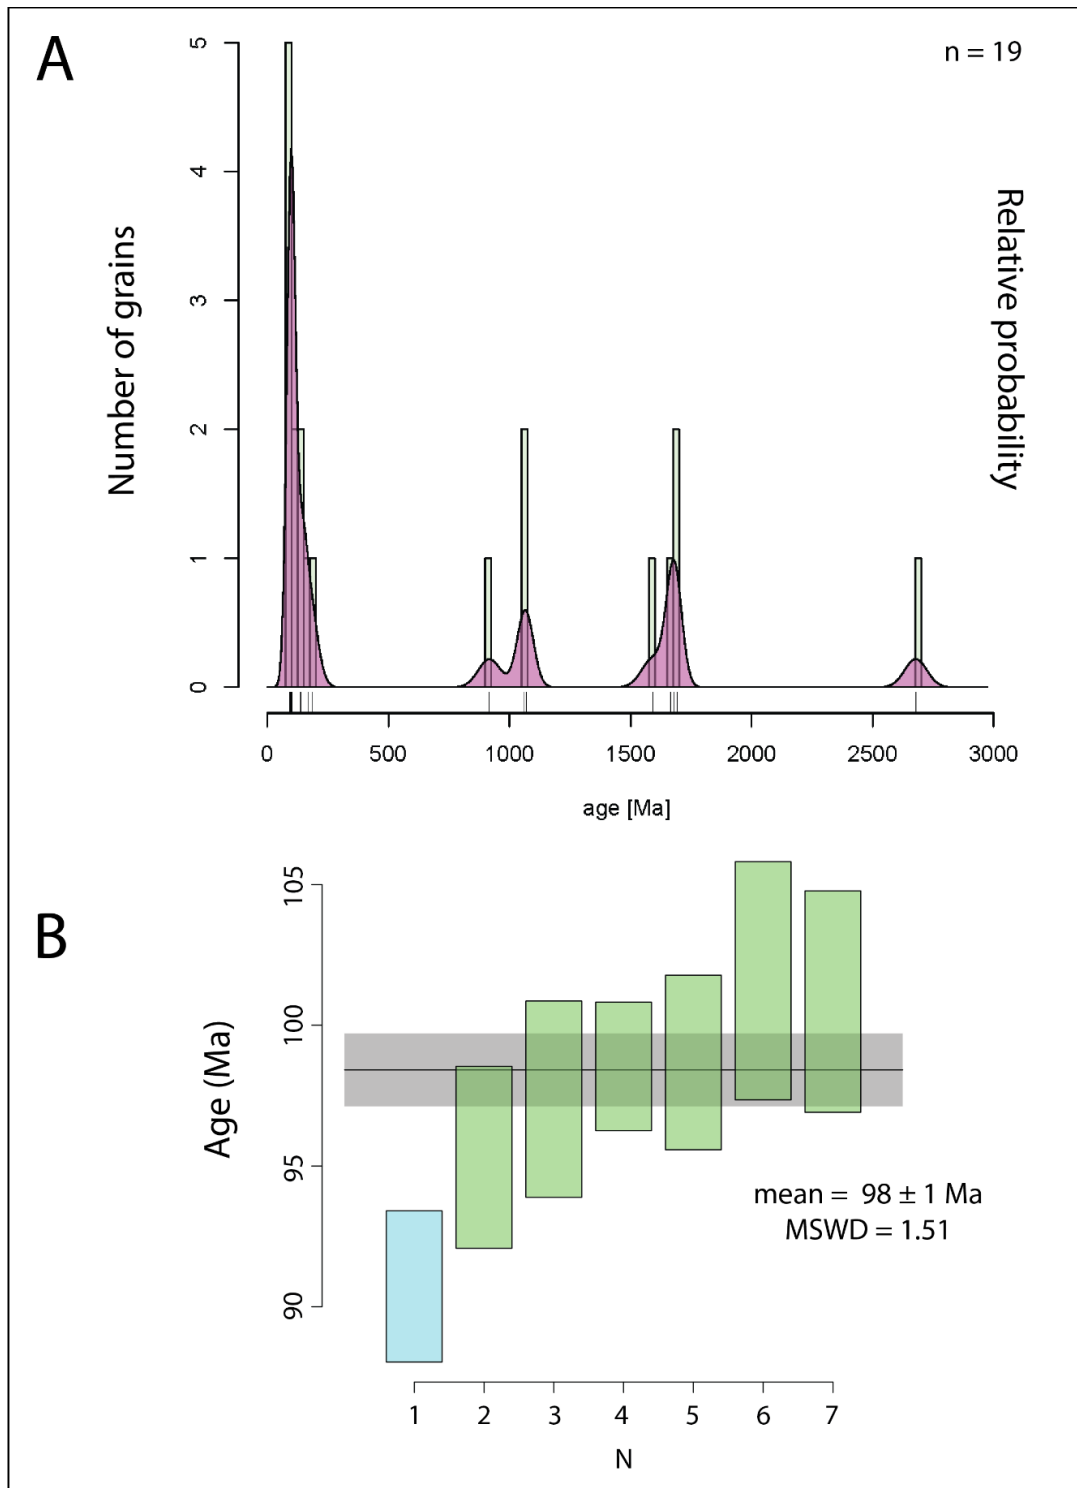 A
n = 19
5
4
3
2
1
0
Number of grains
Relative probability
0 500 1000 1500 2000 2500 3000
age [Ma]
B
105
100
95
90
Age (Ma)
mean = 98 ± 1 Ma
MSWD = 1.51
1 2 3 4 5 6 7
N